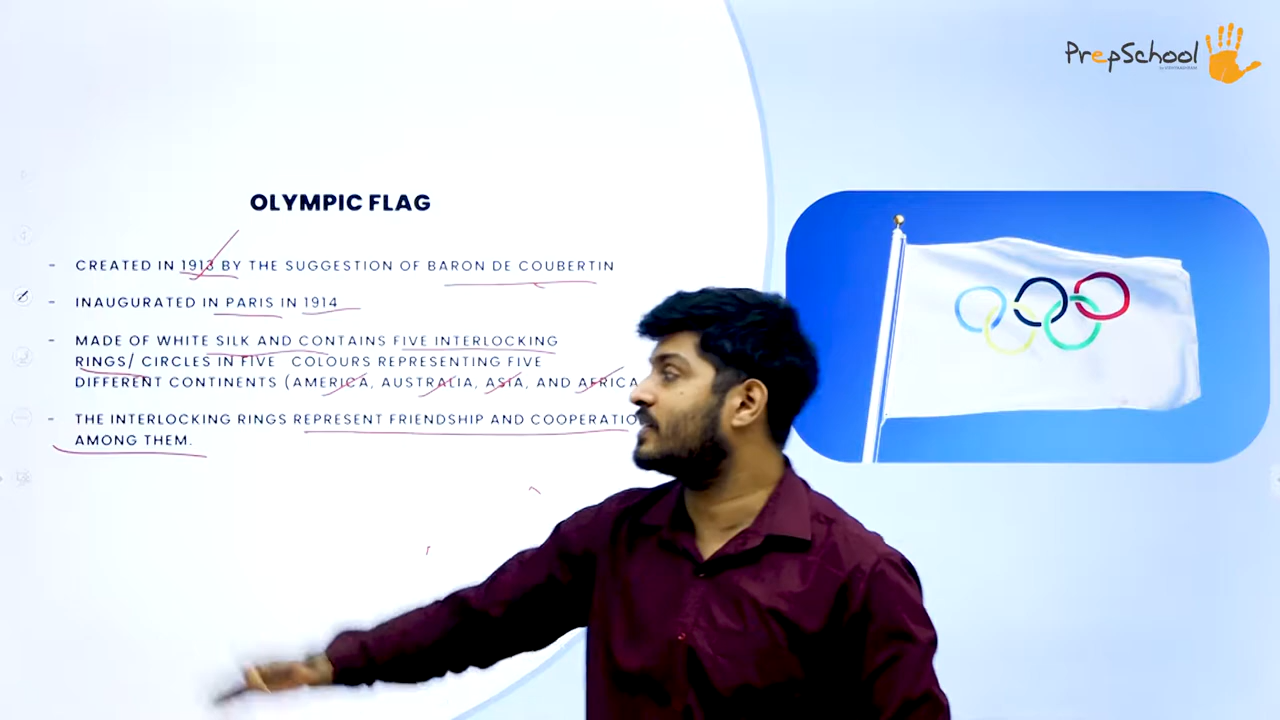 PrepSchool
OLYMPIC FLAG
- CREATED IN 1913 BY THE SUGGESTION OF BARON DE COUBERTIN
- INAUGURATED IN PARIS IN 1914
- MADE OF WHITE SILK AND CONTAINS FIVE INTERLOCKING
RINGS/ CIRCLES IN FIVE COLOURS REPRESENTING FIVE
DIFFERENT CONTINENTS (AMERICA, AUSTRALIA, ASIA, AND AFRICA
- THE INTERLOCKING RINGS REPRESENT FRIENDSHIP AND COOPERATIO
AMONG THEM.